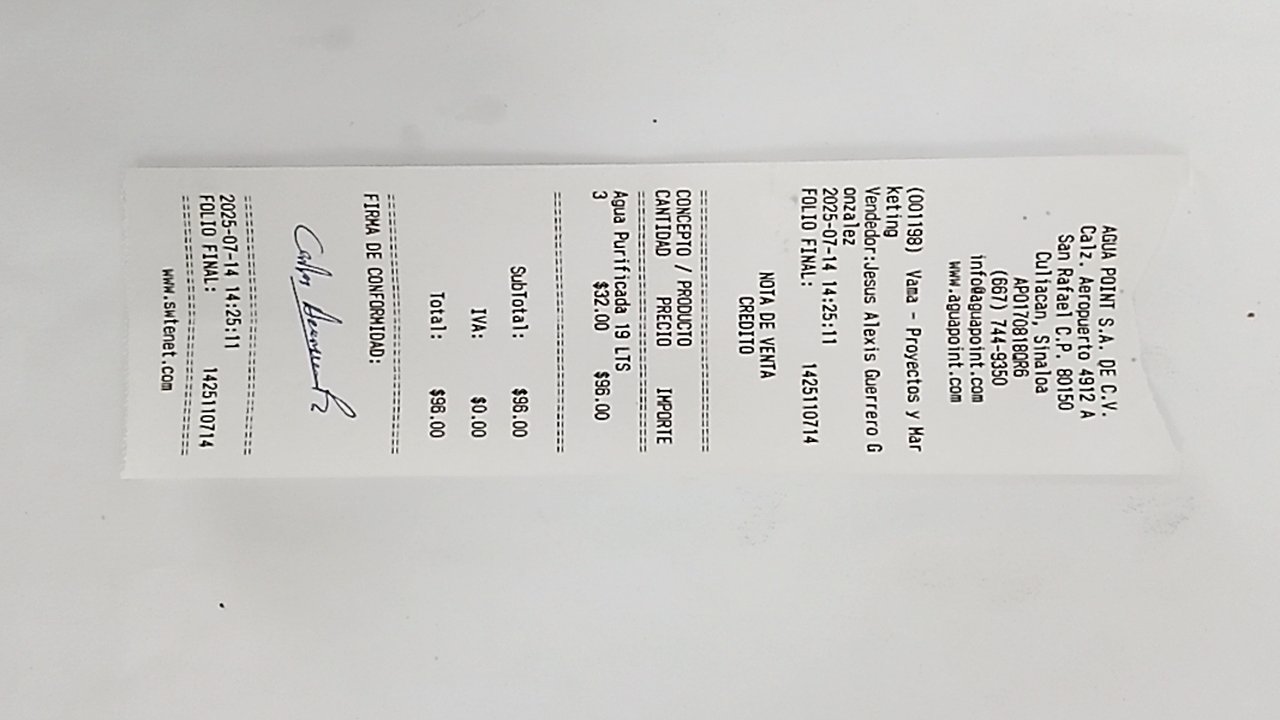 AGUA POINT S.A. DE C.V.
Calz. Aeropuerto 4912 A
San Rafael C.P. 80150
Culiacan, Sinaloa
APO170818QR6
(667) 744-9350
info@aguapoint.com
www.aguapoint.com
(001198) Vama - Proyectos y Mar
keting
Vendedor:Jesus Alexis Guerrero G
onzalez
2025-07-14 14:25:11
FOLIO FINAL: 1425110714
NOTA DE VENTA
CREDITO
================================
CONCEPTO / PRODUCTO
CANTIDAD PRECIO IMPORTE
================================
Agua Purificada 19 LTS
3 $32.00 $96.00
================================
SubTotal: $96.00
IVA: $0.00
Total: $96.00
================================
FIRMA DE CONFORMIDAD:
================================
2025-07-14 14:25:11
FOLIO FINAL: 1425110714
================================
www.swtenet.com